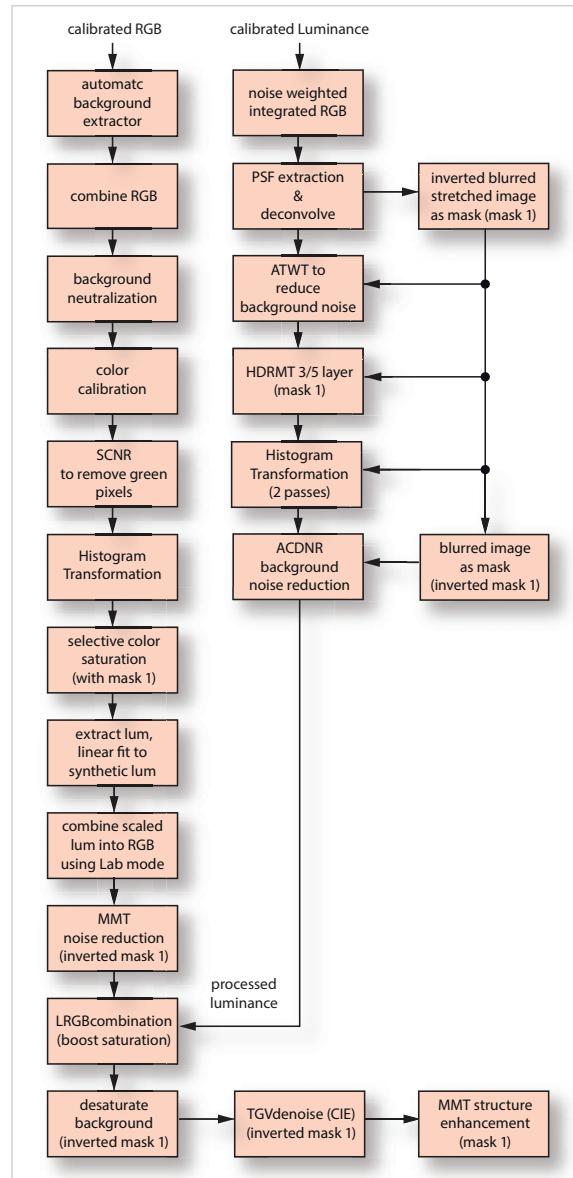 calibrated RGB
automatc
background
extractor
combine RGB
background
neutralization
color
calibration
SCNR
to remove green
pixels
Histogram
Transformation
selective color
saturation
(with mask 1)
extract lum,
linear fit to
synthetic lum
combine scaled
lum into RGB
using Lab mode
MMT
noise reduction
(inverted mask 1)
LRGBcombination
(boost saturation)
desaturate
background
(inverted mask 1)
calibrated Luminance
noise weighted
integrated RGB
PSF extraction
&
deconvolve
ATWT to
reduce
background noise
HDRMT 3/5 layer
(mask 1)
Histogram
Transformation
(2 passes)
ACDNR
background
noise reduction
processed
luminance
TGVdenoise (CIE)
(inverted mask 1)
inverted blurred
stretched image
as mask (mask 1)
blurred image
as mask
(inverted mask 1)
MMT structure
enhancement
(mask 1)